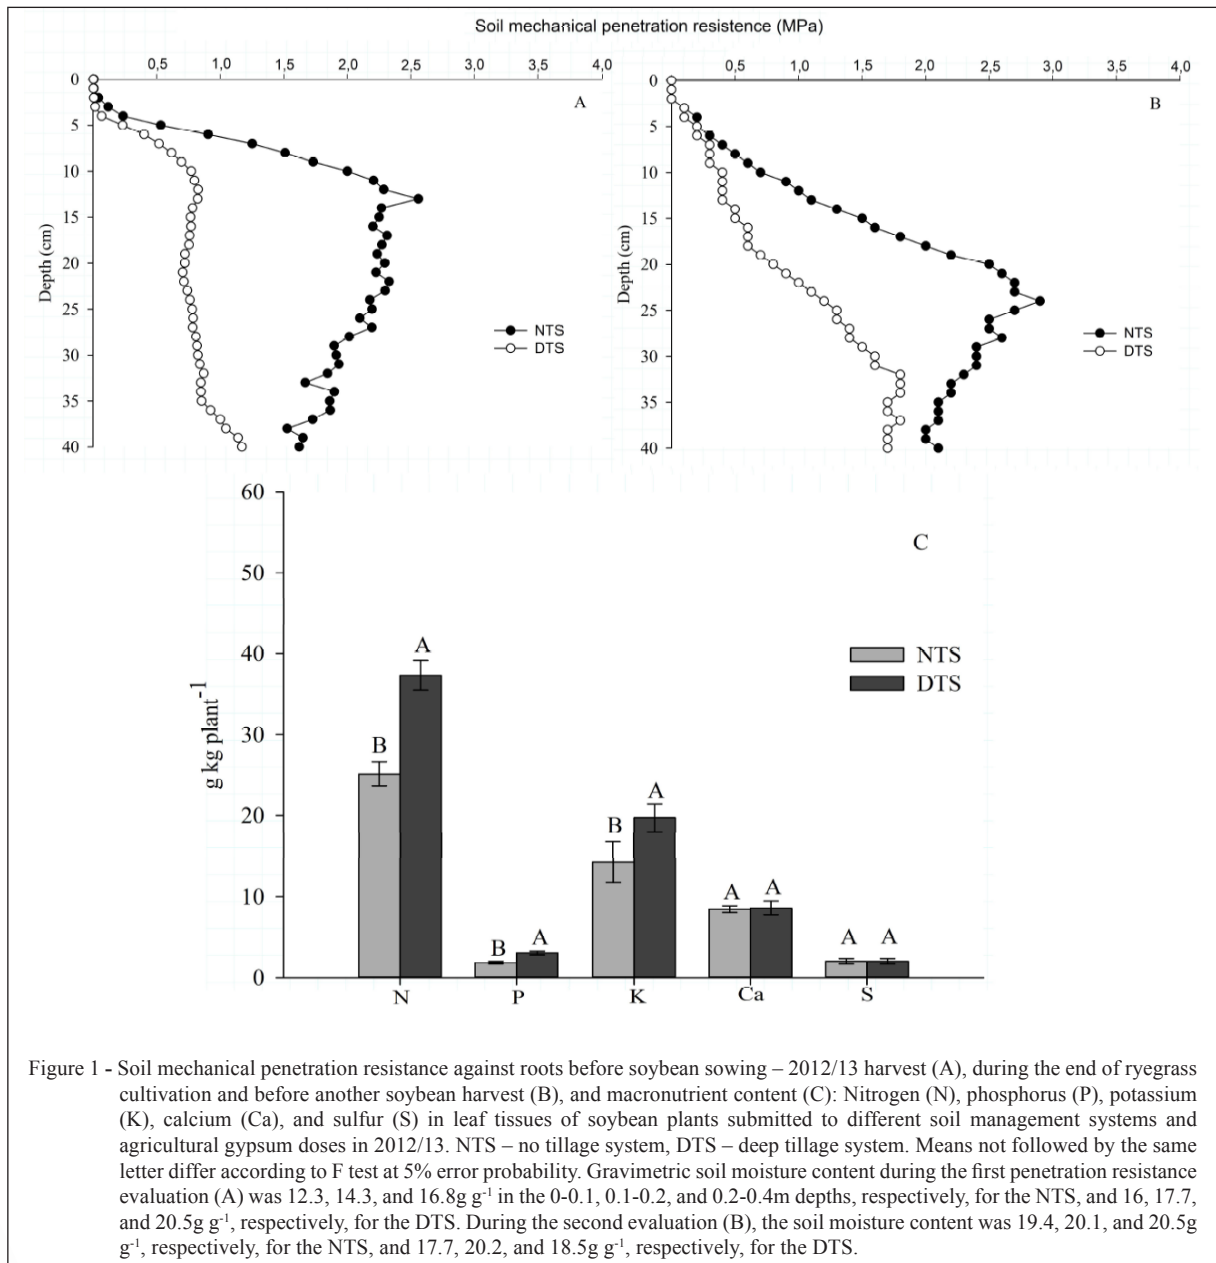 Soil mechanical penetration resistence (MPa)
0,5 1,0 1,5 2,0 2,5 3,0 3,5 4,0
0
5
10
15
20
25
30
35
40
Depth (cm)
A
NTS
DTS
0,5 1,0 1,5 2,0 2,5 3,0 3,5 4,0
0
5
10
15
20
25
30
35
40
Depth (cm)
B
NTS
DTS
60
50
40
30
20
10
0
g kg plant-1
C
NTS
DTS
B A B A B A A A A A
N P K Ca S
Figure 1 - Soil mechanical penetration resistance against roots before soybean sowing – 2012/13 harvest (A), during the end of ryegrass
cultivation and before another soybean harvest (B), and macronutrient content (C): Nitrogen (N), phosphorus (P), potassium
(K), calcium (Ca), and sulfur (S) in leaf tissues of soybean plants submitted to different soil management systems and
agricultural gypsum doses in 2012/13. NTS – no tillage system, DTS – deep tillage system. Means not followed by the same
letter differ according to F test at 5% error probability. Gravimetric soil moisture content during the first penetration resistance
evaluation (A) was 12.3, 14.3, and 16.8g g-1 in the 0-0.1, 0.1-0.2, and 0.2-0.4m depths, respectively, for the NTS, and 16, 17.7,
and 20.5g g-1, respectively, for the DTS. During the second evaluation (B), the soil moisture content was 19.4, 20.1, and 20.5g
g-1, respectively, for the NTS, and 17.7, 20.2, and 18.5g g-1, respectively, for the DTS.